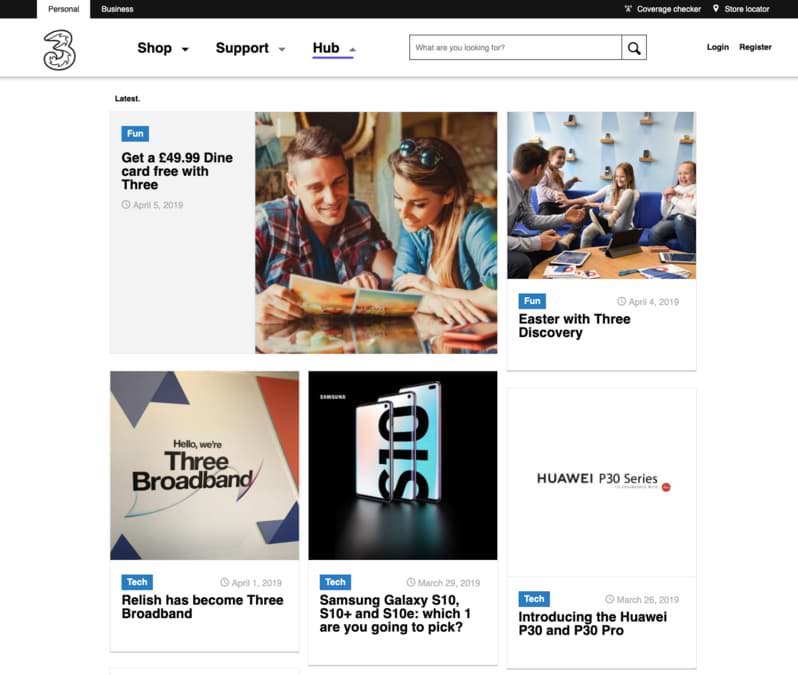 Personal
Business
Coverage checker
Store locator
Shop
Support
Hub
What are you looking for?
Login
Register
Latest.
Fun
Get a £49.99 Dine
card free with
Three
April 5, 2019
Fun
April 4, 2019
Easter with Three
Discovery
Hello, we're
Three
Broadband
Tech
April 1, 2019
Relish has become Three
Broadband
SAMSUNG
S10
Tech
March 29, 2019
Samsung Galaxy S10,
S10+ and S10e: which 1
are you going to pick?
HUAWEI P30 Series
Tech
March 26, 2019
Introducing the Huawei
P30 and P30 Pro